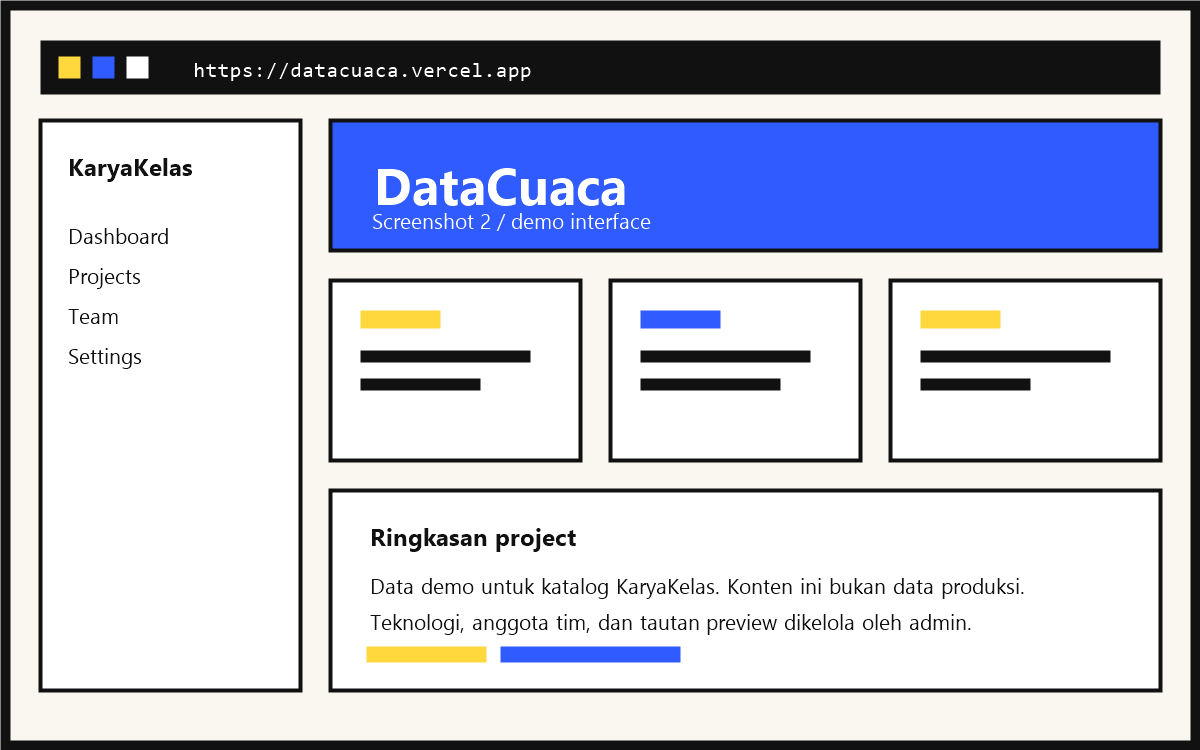 https://datacuaca.vercel.app
KaryaKelas
Dashboard
Projects
Team
Settings
DataCuaca
Screenshot 2 / demo interface
Ringkasan project
Data demo untuk katalog KaryaKelas. Konten ini bukan data produksi.
Teknologi, anggota tim, dan tautan preview dikelola oleh admin.